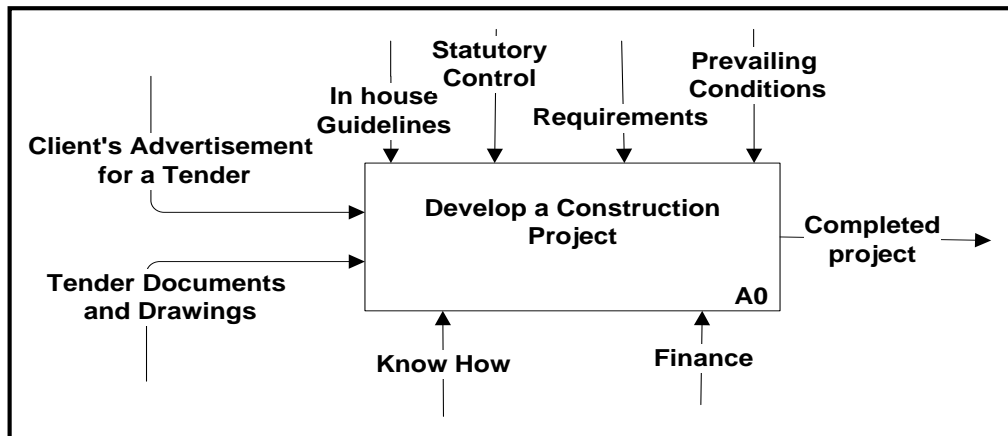 Statutory
Control
Prevailing
Conditions
In house
Guidelines
Requirements
Client's Advertisement
for a Tender
Develop a Construction
Project
Completed
project
Tender Documents
and Drawings
A0
Know How
Finance